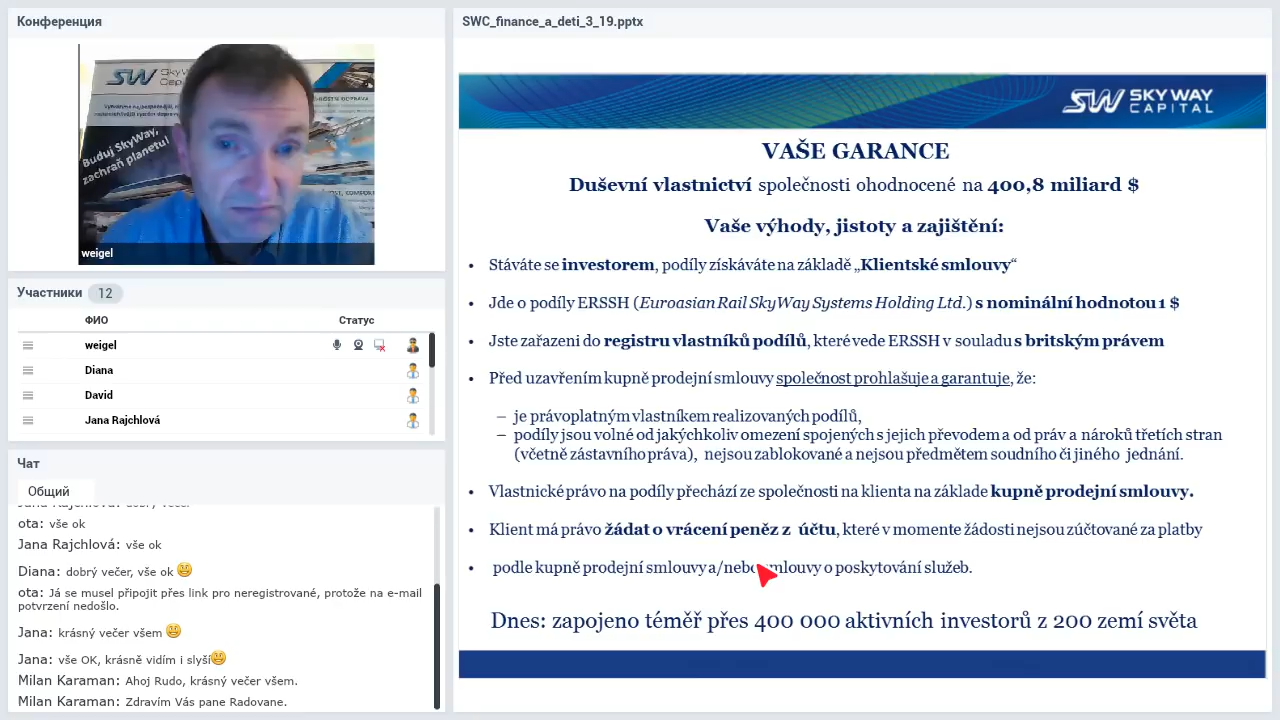 Конференция
SW SkyWay
Capital
Buduj SkyWay,
zachraň planetu!
weigel
Участники 12
ФИО Статус
weigel
Diana
David
Jana Rajchlová
Чат
Общий
ota: vše ok
Jana Rajchlová: vše ok
Diana: dobrý večer, vše ok
ota: Já se musel připojit přes link pro neregistrované, protože na e-mail
potvrzení nedošlo.
Jana: krásný večer všem
Jana: vše OK, krásně vidím i slyší
Milan Karaman: Ahoj Rudo, krásný večer všem.
Milan Karaman: Zdravím Vás pane Radovane.
SWC_finance_a_deti_3_19.pptx
SW SKY WAY
CAPITAL
VAŠE GARANCE
Duševní vlastnictví společnosti ohodnocené na 400,8 miliard $
Vaše výhody, jistoty a zajištění:
• Stáváte se investorem, podíly získáváte na základě „Klientské smlouvy“
• Jde o podíly ERSSH (Euroasian Rail SkyWay Systems Holding Ltd.) s nominální hodnotou 1 $
• Jste zařazeni do registru vlastníků podílů, které vede ERSSH v souladu s britským právem
• Před uzavřením kupně prodejní smlouvy společnost prohlašuje a garantuje, že:
– je právoplatným vlastníkem realizovaných podílů,
– podíly jsou volné od jakýchkoliv omezení spojených s jejich převodem a od práv a nároků třetích stran
(včetně zástavního práva), nejsou zablokované a nejsou předmětem soudního či jiného jednání.
• Vlastnické právo na podíly přechází ze společnosti na klienta na základe kupně prodejní smlouvy.
• Klient má právo žádat o vrácení peněz z účtu, které v momente žádosti nejsou zúčtované za platby
• podle kupně prodejní smlouvy a/nebo smlouvy o poskytování služeb.
Dnes: zapojeno téměř přes 400 000 aktivních investorů z 200 zemí světa